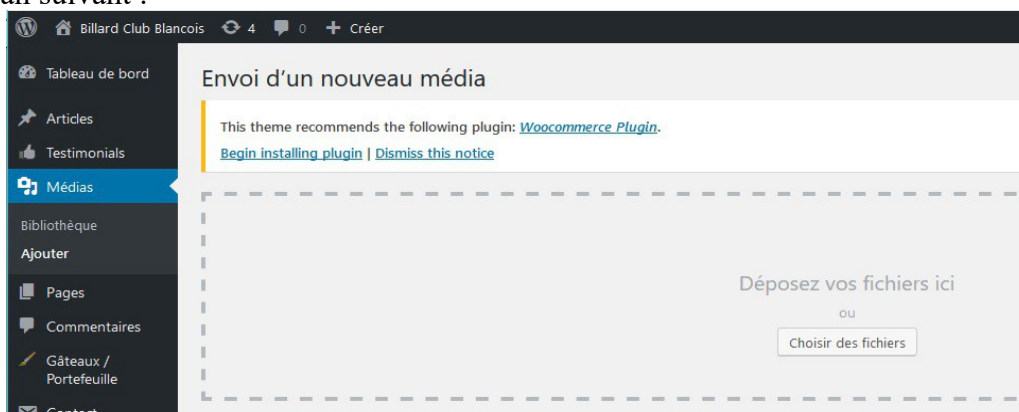 an suivant :
Billard Club Blancois 4 0 + Créer
Tableau de bord
Articles
Testimonials
Médias
Bibliothèque
Ajouter
Pages
Commentaires
Gâteaux /
Portefeuille
Contact
Envoi d'un nouveau média
This theme recommends the following plugin: Woocommerce Plugin.
Begin installing plugin | Dismiss this notice
Déposez vos fichiers ici
ou
Choisir des fichiers